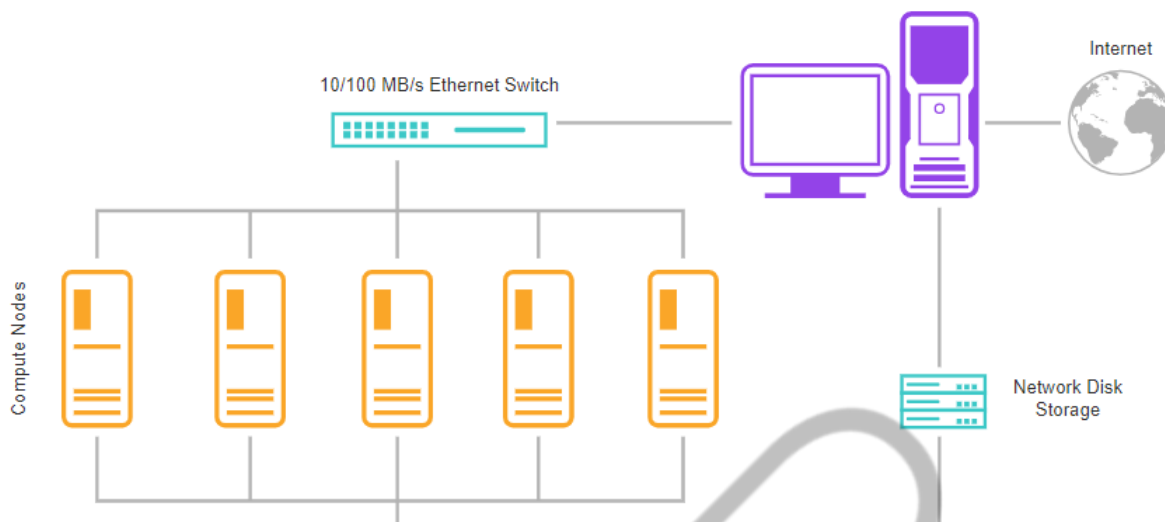 Internet
10/100 MB/s Ethernet Switch
Compute Nodes
Network Disk
Storage